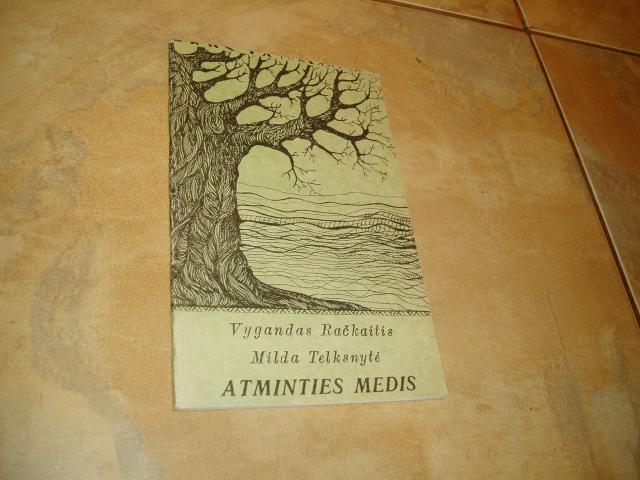 Vygandas Račkaitis
Milda Telksnytė
ATMINTIES MEDIS